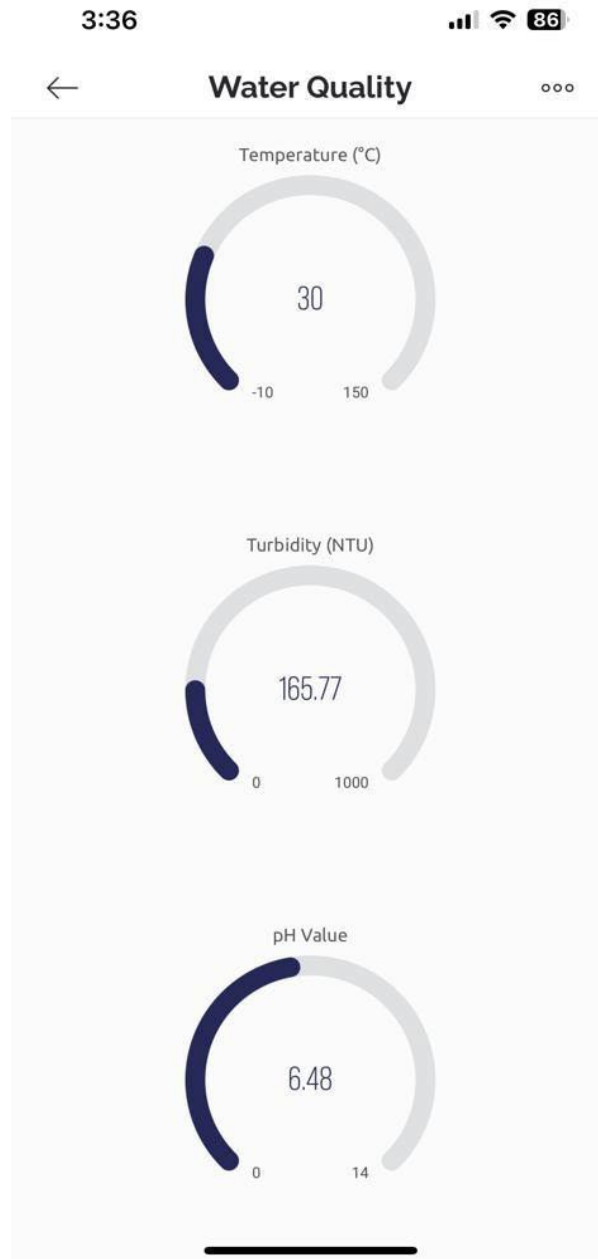 3:36 86
Water Quality
Temperature (°C)
30
-10 150
Turbidity (NTU)
165.77
0 1000
pH Value
6.48
0 14